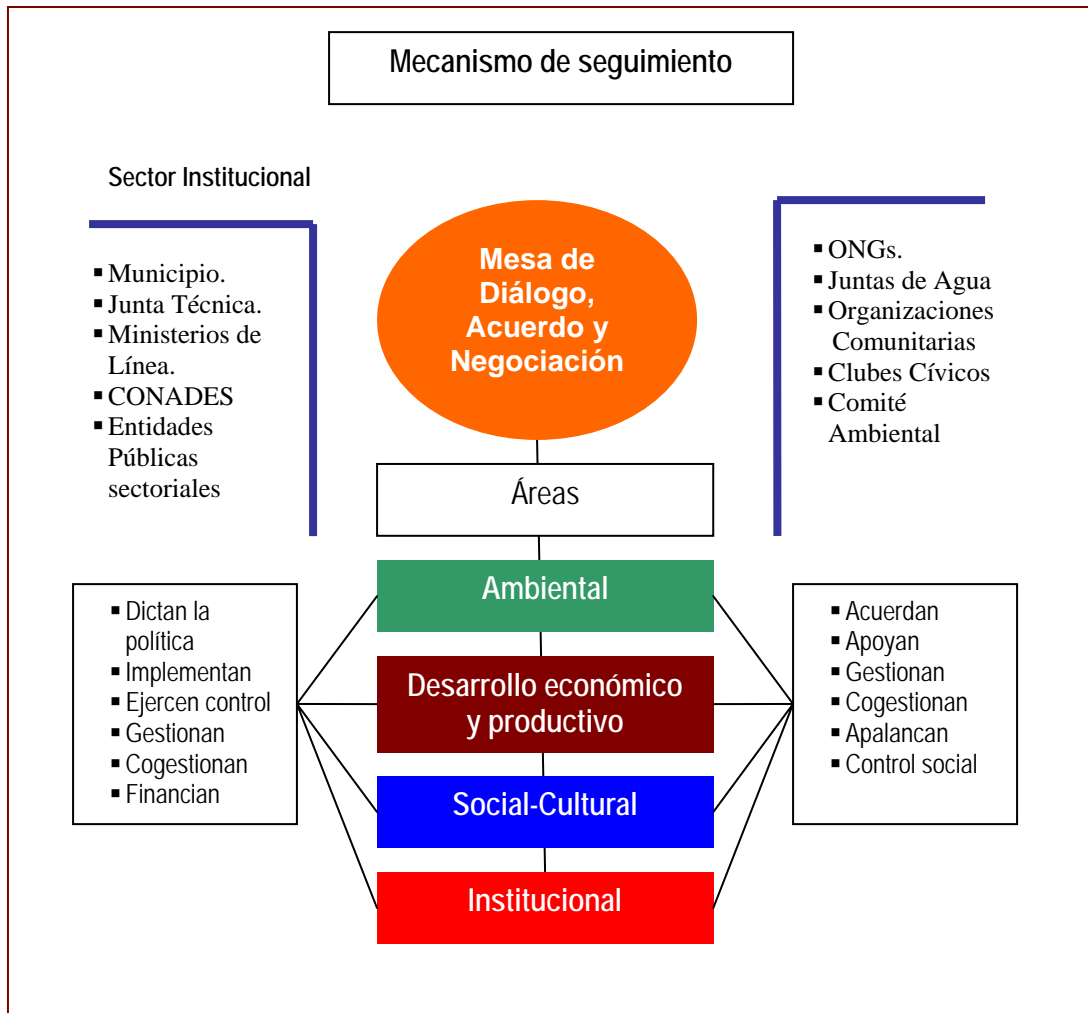 Mecanismo de seguimiento
Sector Institucional
▪ Municipio.
▪ Junta Técnica.
▪ Ministerios de
Línea.
▪ CONADES
▪ Entidades
Públicas
sectoriales
Mesa de
Diálogo,
Acuerdo y
Negociación
▪ ONGs.
▪ Juntas de Agua
▪ Organizaciones
Comunitarias
▪ Clubes Cívicos
▪ Comité
Ambiental
Áreas
▪ Dictan la
política
▪ Implementan
▪ Ejercen control
▪ Gestionan
▪ Cogestionan
▪ Financian
Ambiental
Desarrollo económico
y productivo
Social-Cultural
Institucional
▪ Acuerdan
▪ Apoyan
▪ Gestionan
▪ Cogestionan
▪ Apalancan
▪ Control social